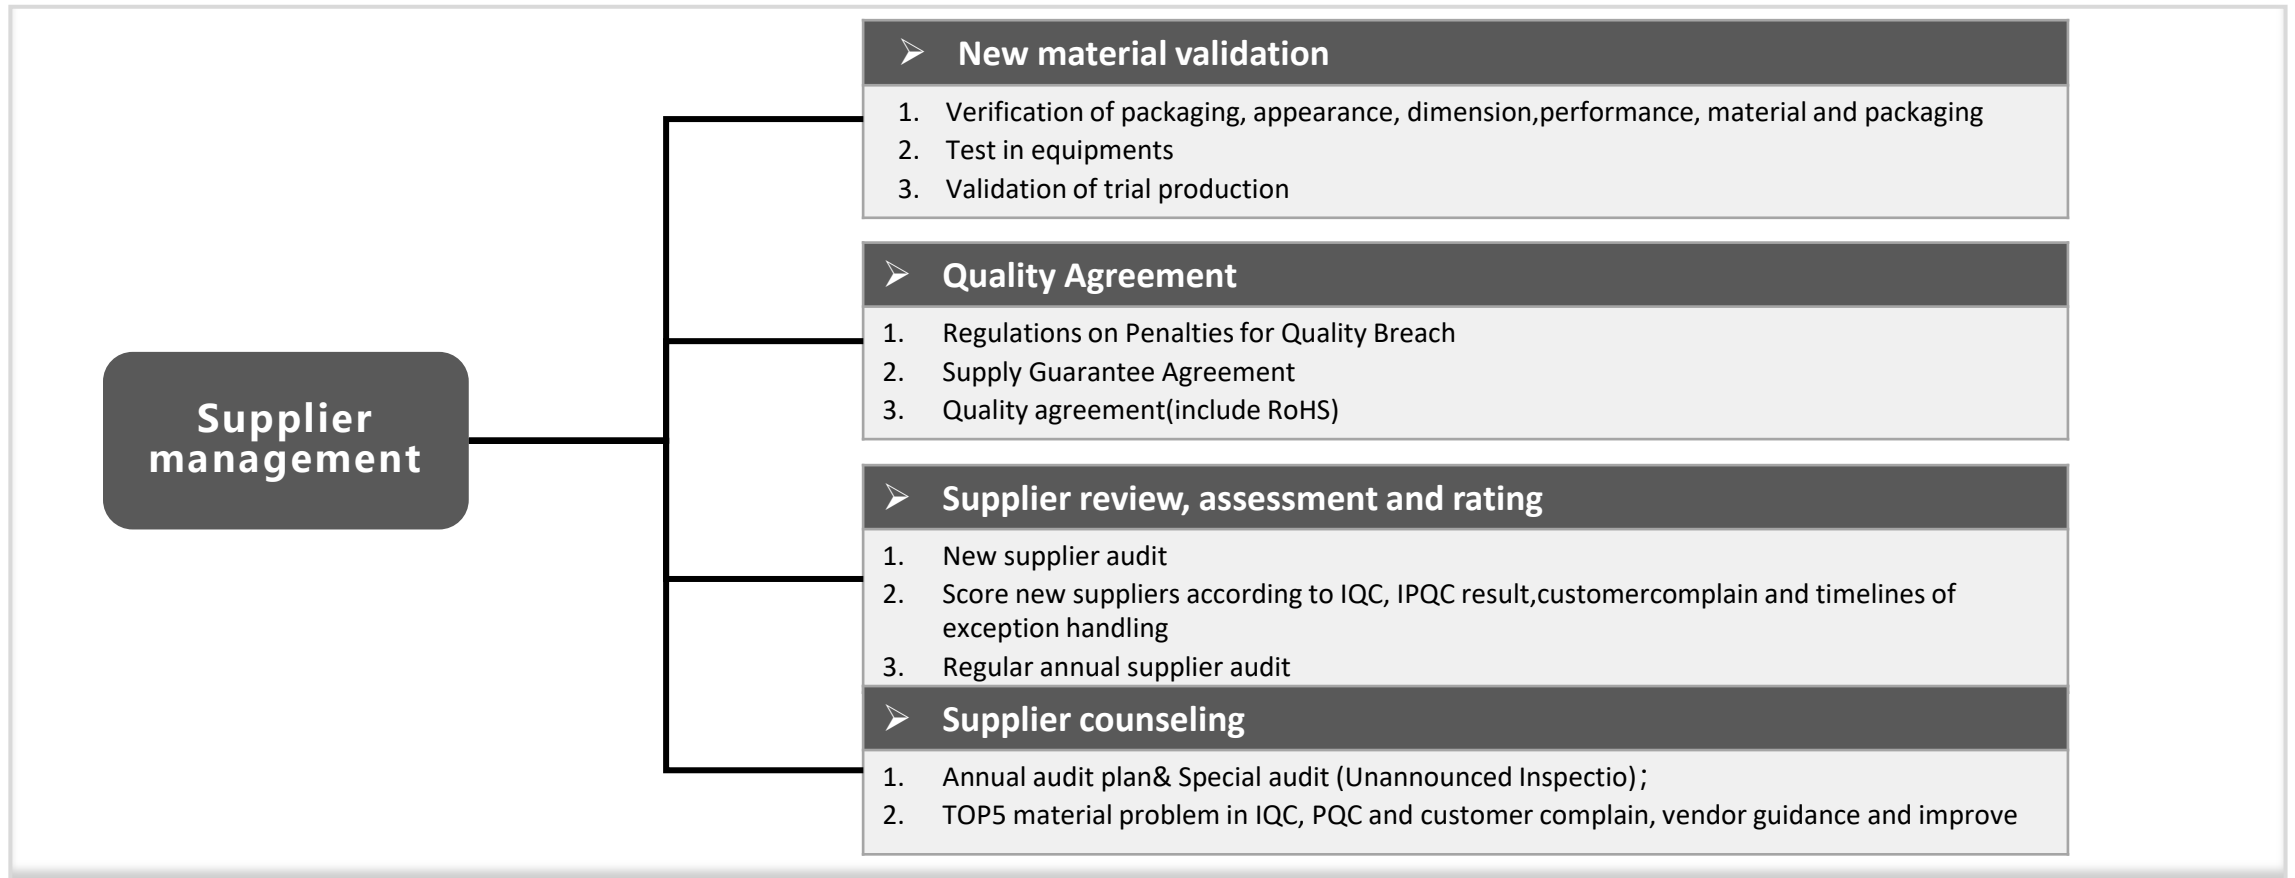 Supplier
management
➢ New material validation
1. Verification of packaging, appearance, dimension,performance, material and packaging
2. Test in equipments
3. Validation of trial production
➢ Quality Agreement
1. Regulations on Penalties for Quality Breach
2. Supply Guarantee Agreement
3. Quality agreement(include RoHS)
➢ Supplier review, assessment and rating
1. New supplier audit
2. Score new suppliers according to IQC, IPQC result,customercomplain and timelines of
exception handling
3. Regular annual supplier audit
➢ Supplier counseling
1. Annual audit plan& Special audit (Unannounced Inspectio)；
2. TOP5 material problem in IQC, PQC and customer complain, vendor guidance and improve